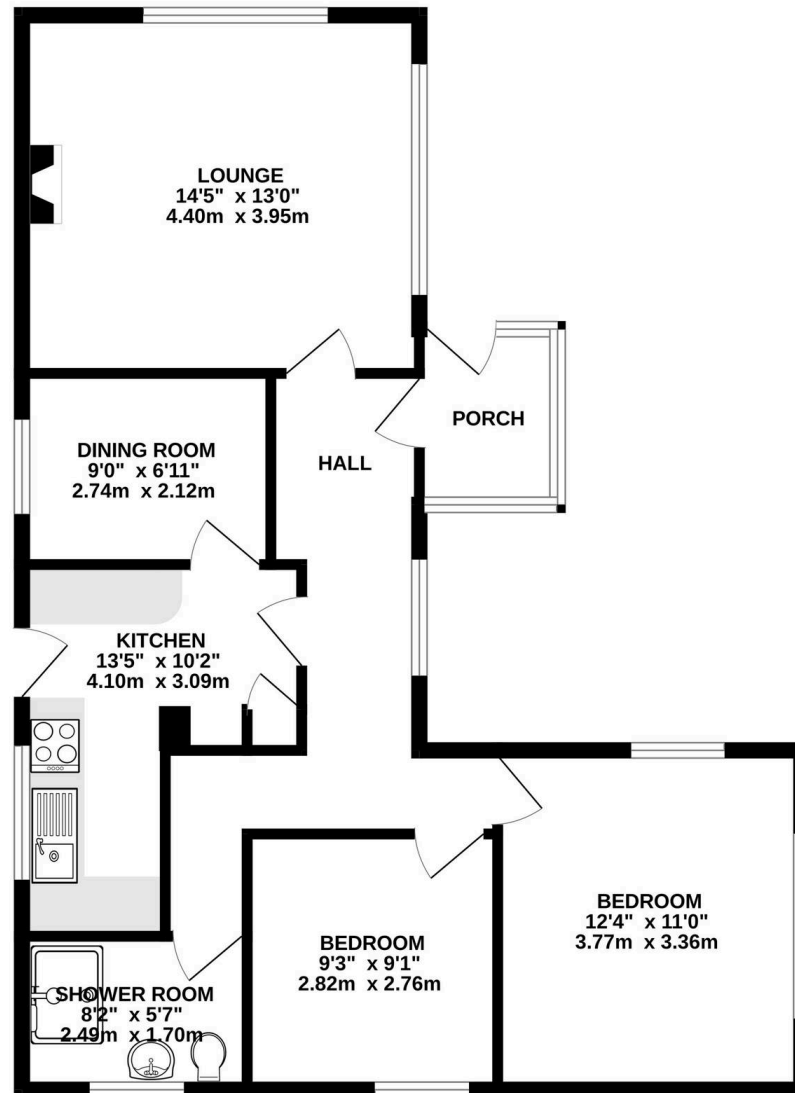 LOUNGE
14'5" x 13'0"
4.40m x 3.95m
PORCH
DINING ROOM
9'0" x 6'11"
2.74m x 2.12m
HALL
KITCHEN
13'5" x 10'2"
4.10m x 3.09m
BEDROOM
12'4" x 11'0"
3.77m x 3.36m
BEDROOM
9'3" x 9'1"
2.82m x 2.76m
SHOWER ROOM
8'2" x 5'7"
2.49m x 1.70m